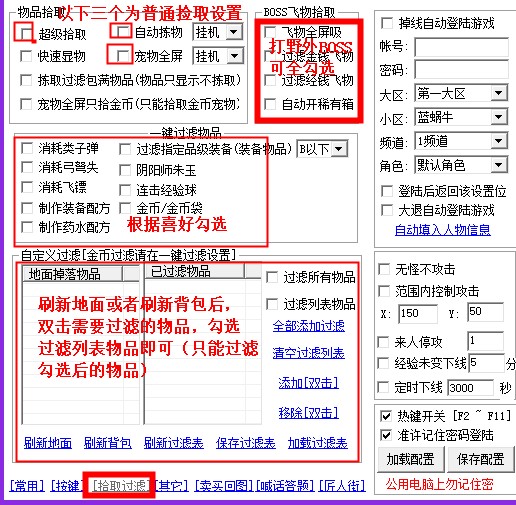 物品拾取
以下三个为普通拾取设置
超级拾取
自动拣物
挂机
快速显物
宠物全屏
挂机
拣取过滤包满物品(物品只显示不拣取)
宠物全屏只拾金币(只能拾取金币宠物)
BOSS飞物拾取
飞物全屏吸
打野外BOSS
过滤金钱飞物
可全勾选
过滤经钱飞物
自动开稀有箱
一键过滤物品
消耗类子弹
过滤指定品级装备(装备物品)
B以下
消耗弓弩矢
阴阳师朱玉
消耗飞镖
连击经验球
制作装备配方
金币/金币袋
制作药水配方
根据喜好勾选
自定义过滤[金币过滤请在一键过滤设置]
地面掉落物品
已过滤物品
刷新地面或者刷新背包后，
双击需要过滤的物品，勾选
过滤列表物品即可（只能过滤
勾选后的物品）
过滤所有物品
过滤列表物品
全部添加过滤
清空过滤列表
添加[双击]
移除[双击]
刷新地面
刷新背包
刷新过滤表
保存过滤表
加载过滤表
[常用]
[按键]
[拾取过滤]
[其它]
[卖买回图]
[喊话答题]
[匠人街]
掉线自动登陆游戏
帐号:
密码:
大区:
第一大区
小区:
蓝蜗牛
频道:
1频道
角色:
默认角色
登陆后返回该设置位
大退自动登陆游戏
自动填入人物信息
无怪不攻击
范围内控制攻击
X:
150
Y:
50
来人停攻
1
经验未变下线
5
分
定时下线
3000
秒
热键开关 [F2 ~ F11]
准许记住密码登陆
加载配置
保存配置
公用电脑上勿记住密